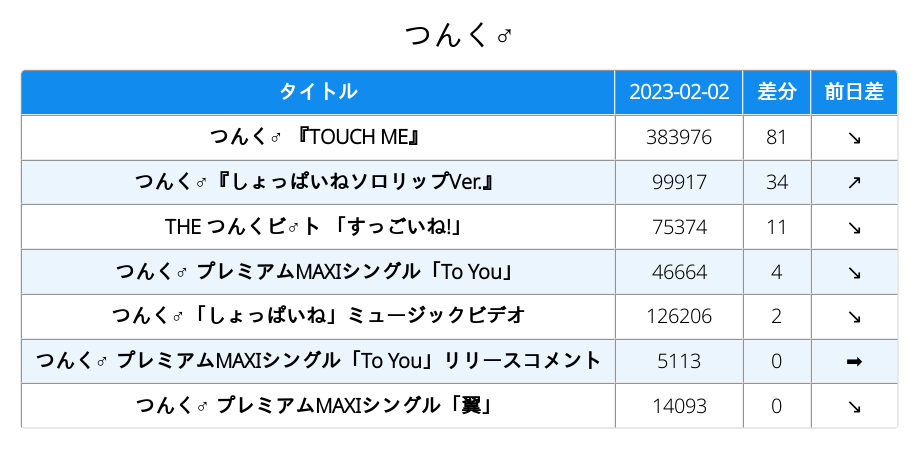 つんく♂
タイトル 2023-02-02 差分 前日差
つんく♂ 『TOUCH ME』 383976 81 ↘
つんく♂『しょっぱいねソロリップVer.』 99917 34 ↗
THE つんくビ♂ト 「すっごいね!」 75374 11 ↘
つんく♂ プレミアムMAXIシングル「To You」 46664 4 ↘
つんく♂「しょっぱいね」ミュージックビデオ 126206 2 ↘
つんく♂ プレミアムMAXIシングル「To You」リリースコメント 5113 0 ➡
つんく♂ プレミアムMAXIシングル「翼」 14093 0 ↘